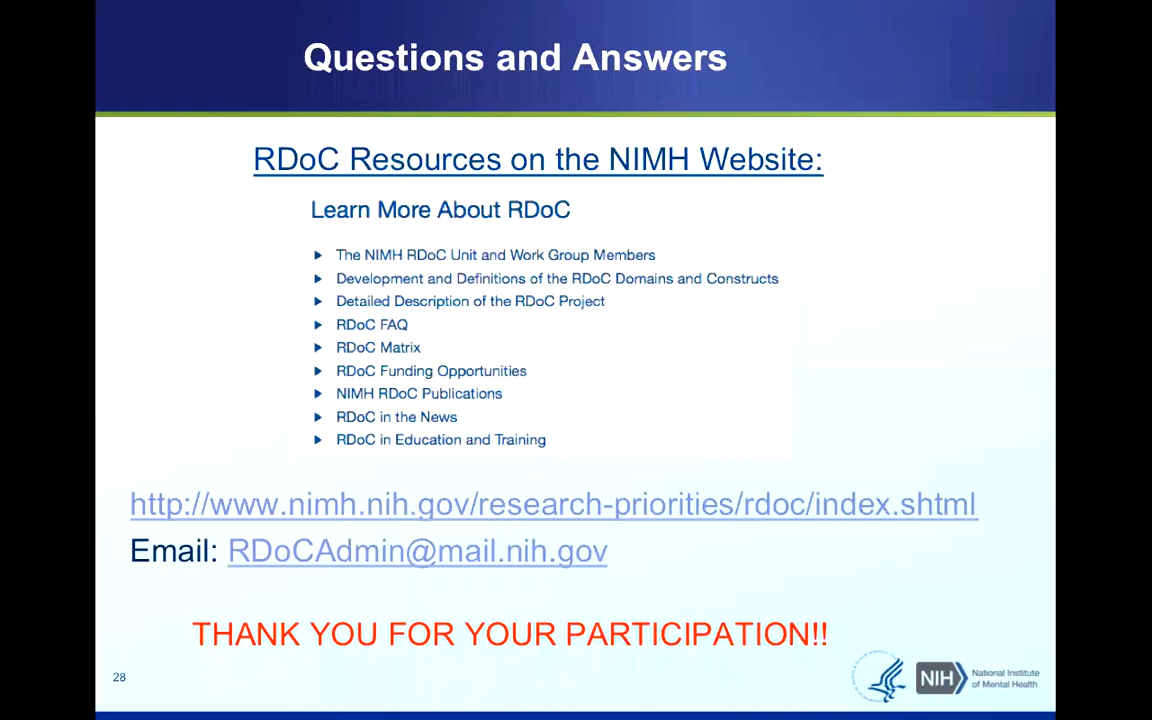 Questions and Answers
RDoC Resources on the NIMH Website:
Learn More About RDoC
The NIMH RDoC Unit and Work Group Members
Development and Definitions of the RDoC Domains and Constructs
Detailed Description of the RDoC Project
RDoC FAQ
RDoC Matrix
RDoC Funding Opportunities
NIMH RDoC Publications
RDoC in the News
RDoC in Education and Training
http://www.nimh.nih.gov/research-priorities/rdoc/index.shtml
Email: RDoCAdmin@mail.nih.gov
THANK YOU FOR YOUR PARTICIPATION!!
28
NIH
National Institute
of Mental Health